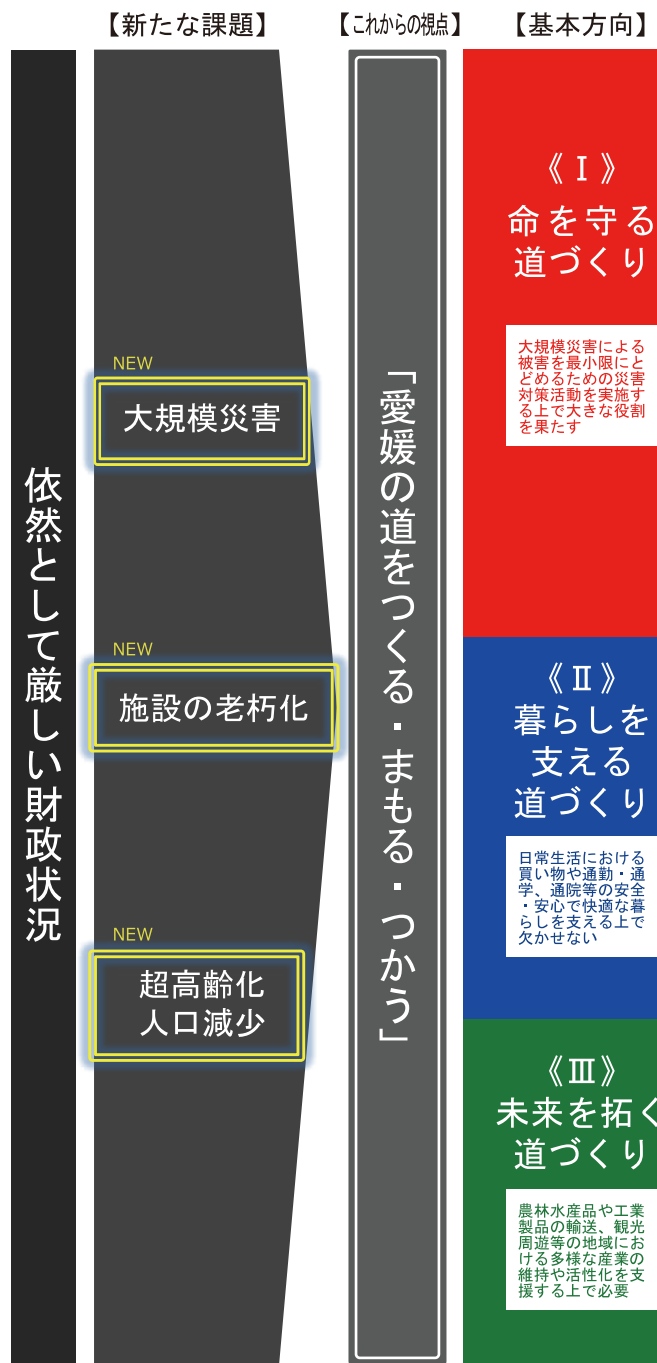 【新たな課題】
【これからの視点】
【基本方向】
依然として厳しい財政状況
NEW
大規模災害
NEW
施設の老朽化
NEW
超高齢化
人口減少
「愛媛の道をつくる・まもる・つかう」
《Ⅰ》
命を守る
道づくり
大規模災害による
被害を最小限にと
どめるための災害
対策活動を実施す
る上で大きな役割
を果たす
《Ⅱ》
暮らしを
支える
道づくり
日常生活における
買い物や通勤・通
学、通院等の安全
・安心で快適な暮
らしを支える上で
欠かせない
《Ⅲ》
未来を拓く
道づくり
農林水産品や工業
製品の輸送、観光
周遊等の地域にお
ける多様な産業の
維持や活性化を支
援する上で必要